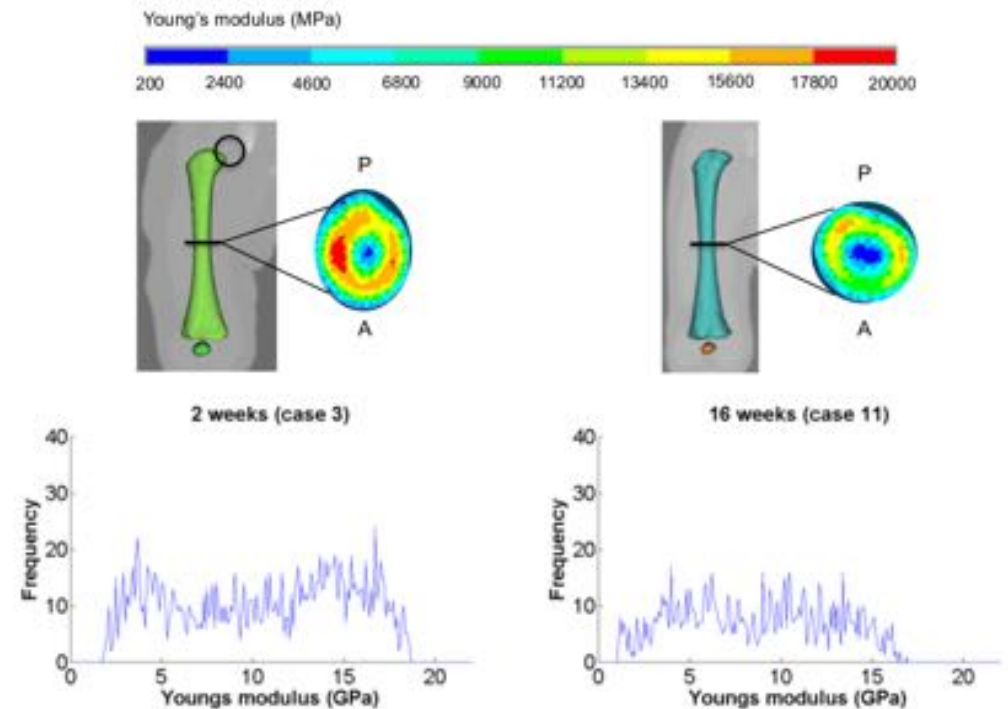 Young's modulus (MPa)
200 2400 4600 6800 9000 11200 13400 15600 17800 20000
P
A
P
A
2 weeks (case 3)
40
30
20
10
0
Frequency
0 5 10 15 20
Youngs modulus (GPa)
16 weeks (case 11)
40
30
20
10
0
Frequency
0 5 10 15 20
Youngs modulus (GPa)